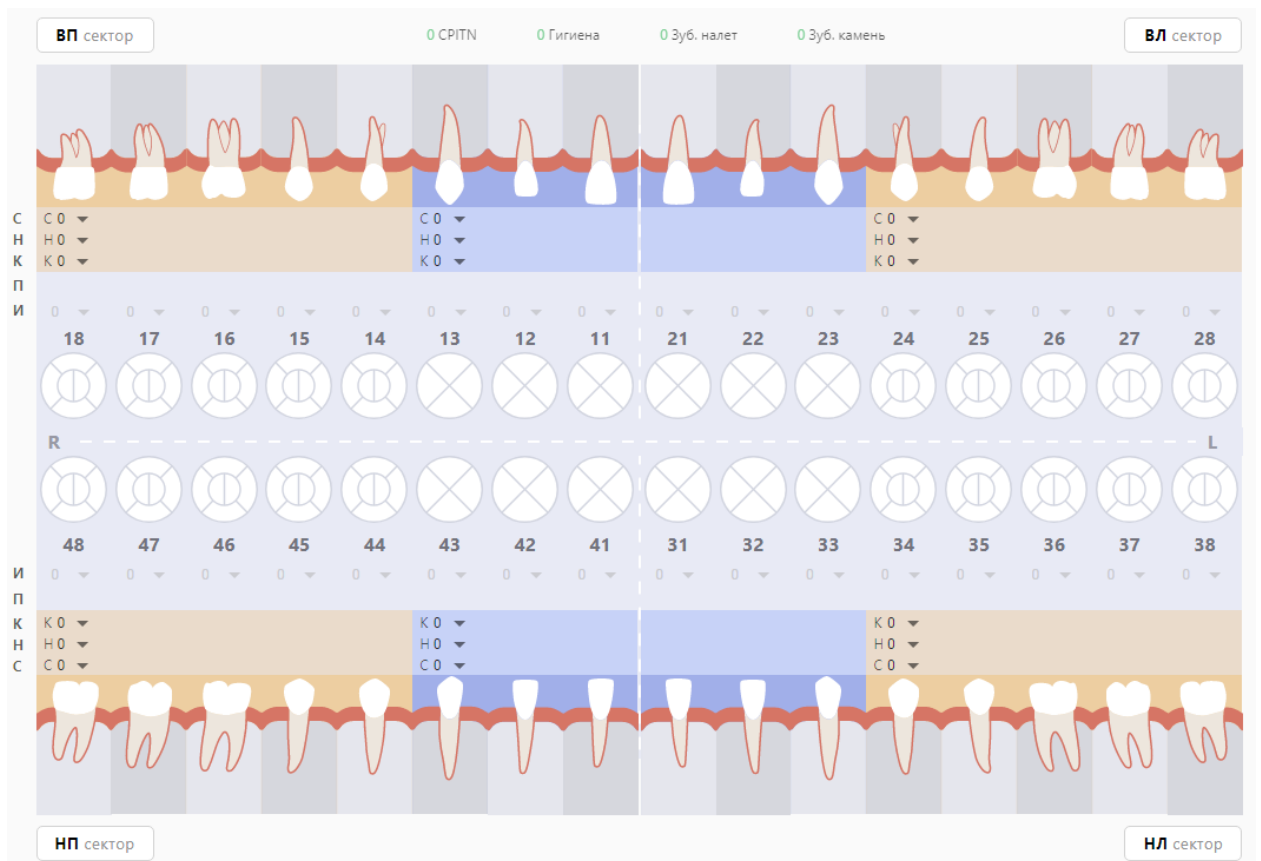 ВП сектор 0 CPITN 0 Гигиена 0 Зуб. налет 0 Зуб. камень ВЛ сектор
С С 0 С 0 С 0
Н Н 0 Н 0 Н 0
К К 0 К 0 К 0
П
И 0 0 0 0 0 0 0 0 0 0 0 0 0 0 0 0
18 17 16 15 14 13 12 11 21 22 23 24 25 26 27 28
R L
48 47 46 45 44 43 42 41 31 32 33 34 35 36 37 38
И 0 0 0 0 0 0 0 0 0 0 0 0 0 0 0 0
П
К К 0 К 0 К 0
Н Н 0 Н 0 Н 0
С С 0 С 0 С 0
НП сектор НЛ сектор